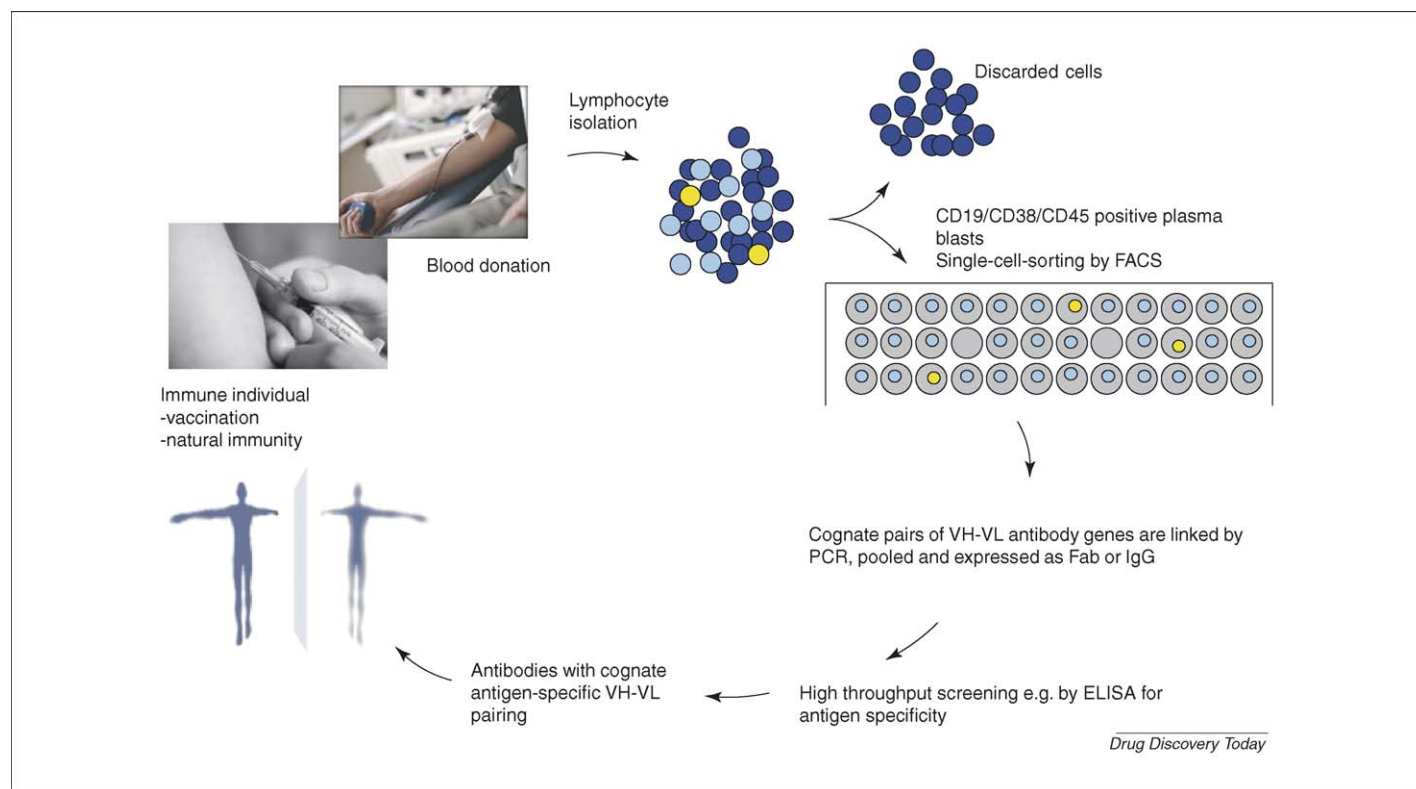 Lymphocyte
isolation
Discarded cells
Blood donation
CD19/CD38/CD45 positive plasma
blasts
Single-cell-sorting by FACS
Immune individual
-vaccination
-natural immunity
Cognate pairs of VH-VL antibody genes are linked by
PCR, pooled and expressed as Fab or IgG
High throughput screening e.g. by ELISA for
antigen specificity
Antibodies with cognate
antigen-specific VH-VL
pairing
Drug Discovery Today